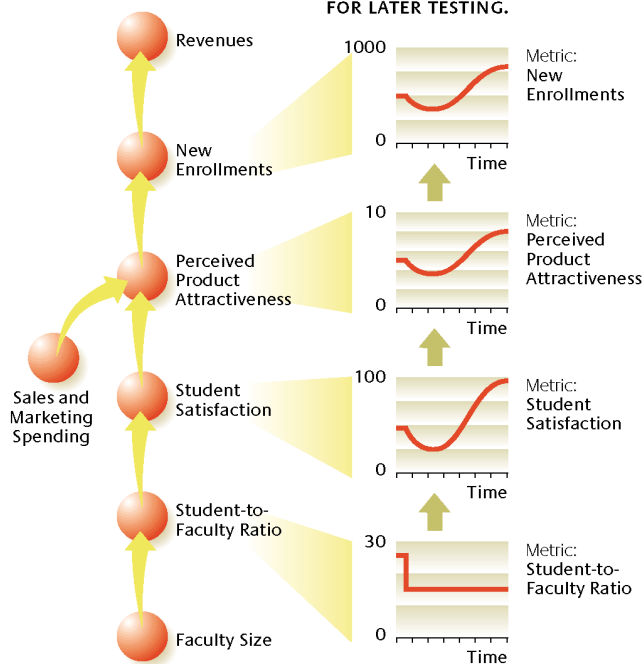 FOR LATER TESTING.
Revenues
New
Enrollments
Perceived
Product
Attractiveness
Sales and
Marketing
Spending
Student
Satisfaction
Student-to-
Faculty Ratio
Faculty Size
1000
0
Time
Metric:
New
Enrollments
10
0
Time
Metric:
Perceived
Product
Attractiveness
100
0
Time
Metric:
Student
Satisfaction
30
0
Time
Metric:
Student-to-
Faculty Ratio